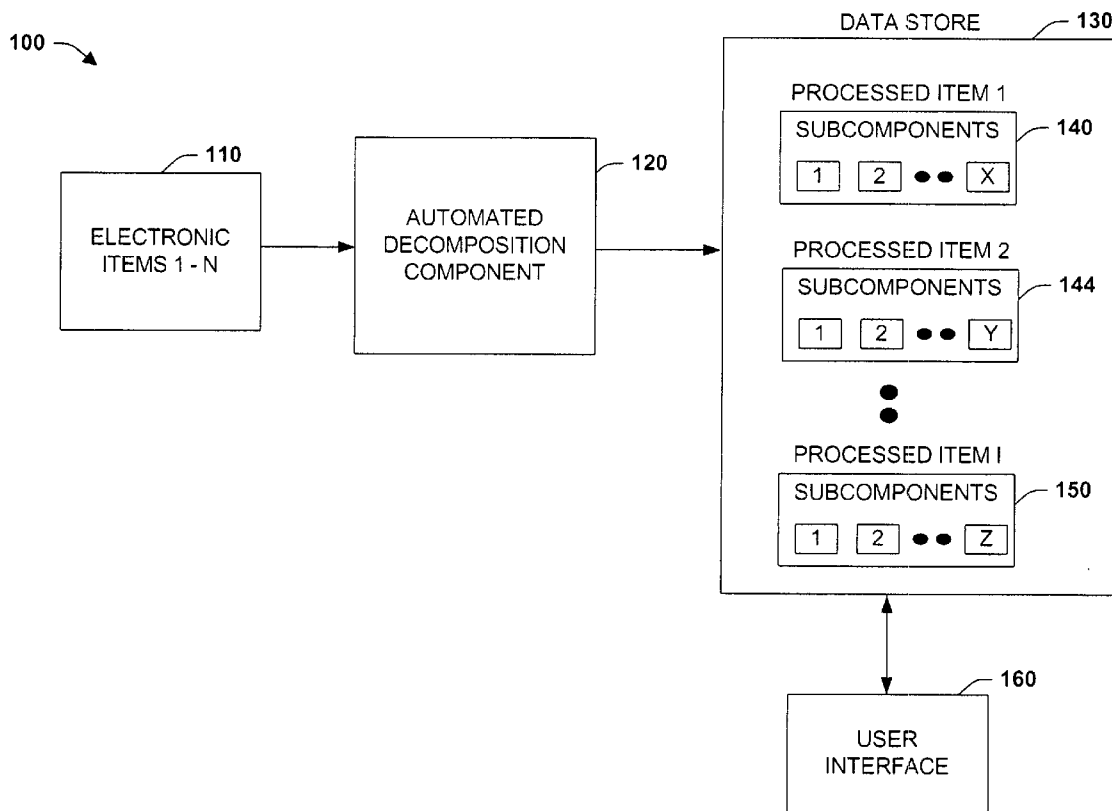 100
110
ELECTRONIC
ITEMS 1 - N
120
AUTOMATED
DECOMPOSITION
COMPONENT
DATA STORE
130
PROCESSED ITEM 1
SUBCOMPONENTS
140
1 2 X
PROCESSED ITEM 2
SUBCOMPONENTS
144
1 2 Y
PROCESSED ITEM I
SUBCOMPONENTS
150
1 2 Z
160
USER
INTERFACE